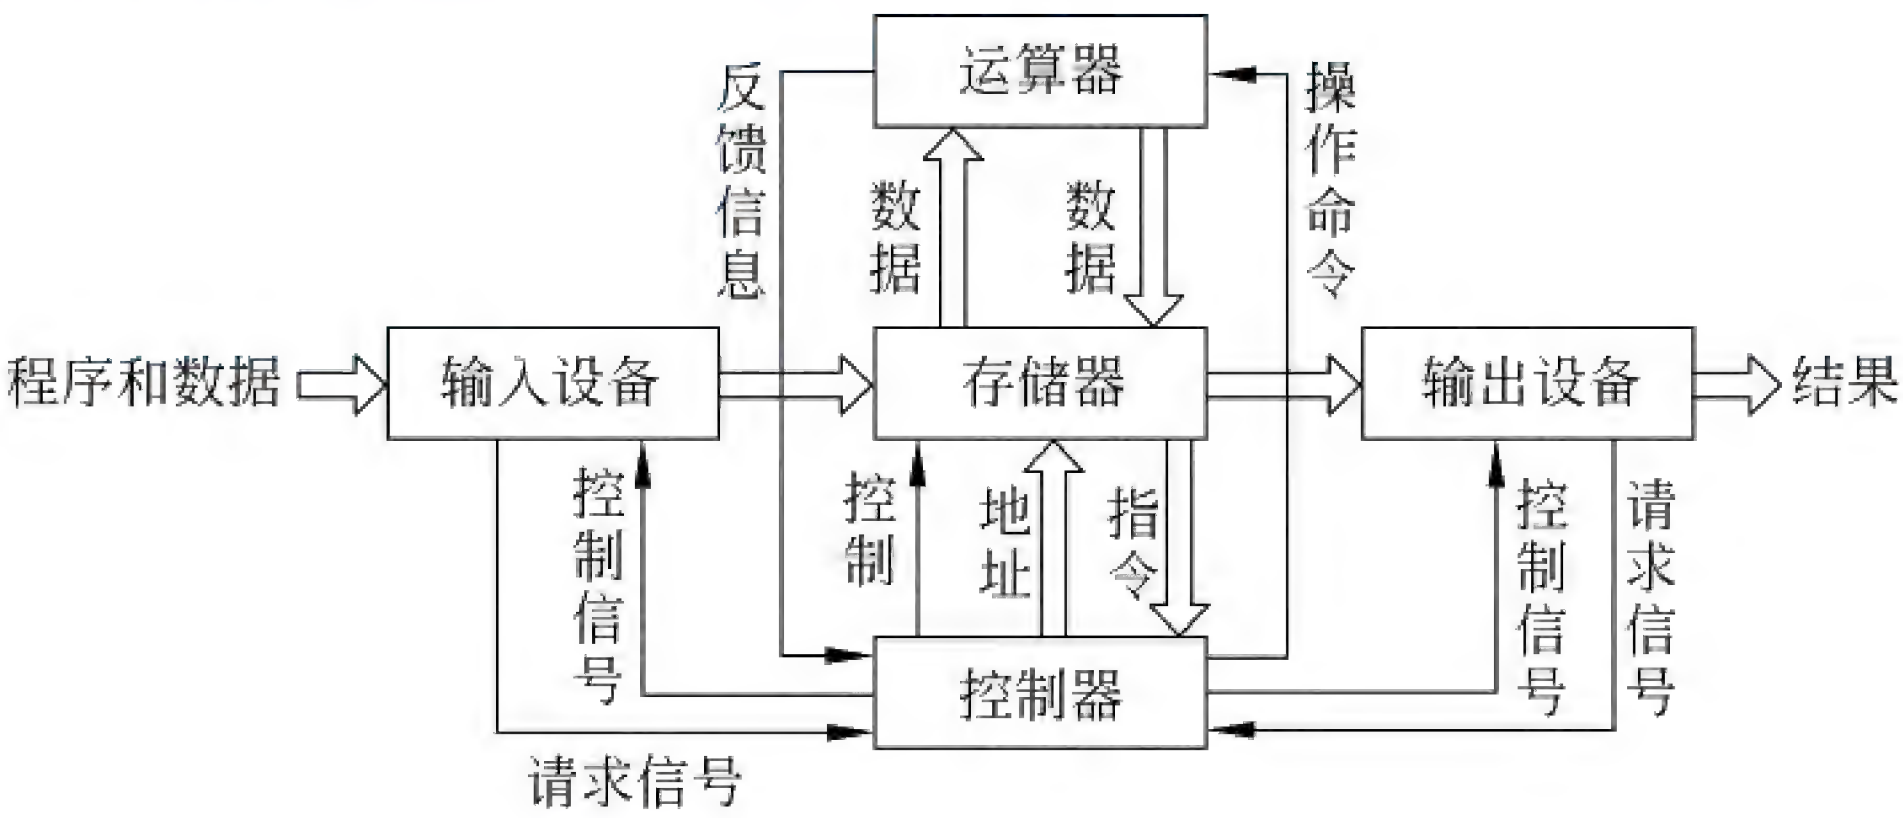 运算器
反馈信息
数据
数据
操作命令
程序和数据
输入设备
存储器
输出设备
结果
控制信号
控制
地址
指令
控制信号
请求信号
控制器
请求信号